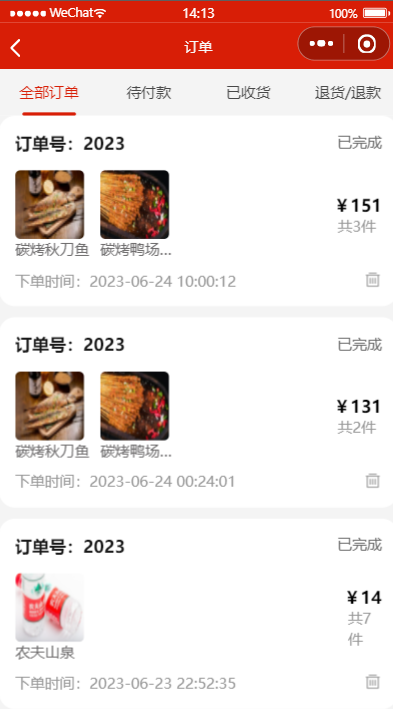 WeChat 14:13 100%
订单
全部订单 待付款 已收货 退货/退款
订单号：2023 已完成
¥151
共3件
碳烤秋刀鱼 碳烤鸭场...
下单时间：2023-06-24 10:00:12
订单号：2023 已完成
¥131
共2件
碳烤秋刀鱼 碳烤鸭场...
下单时间：2023-06-24 00:24:01
订单号：2023 已完成
¥14
共7
件
农夫山泉
下单时间：2023-06-23 22:52:35